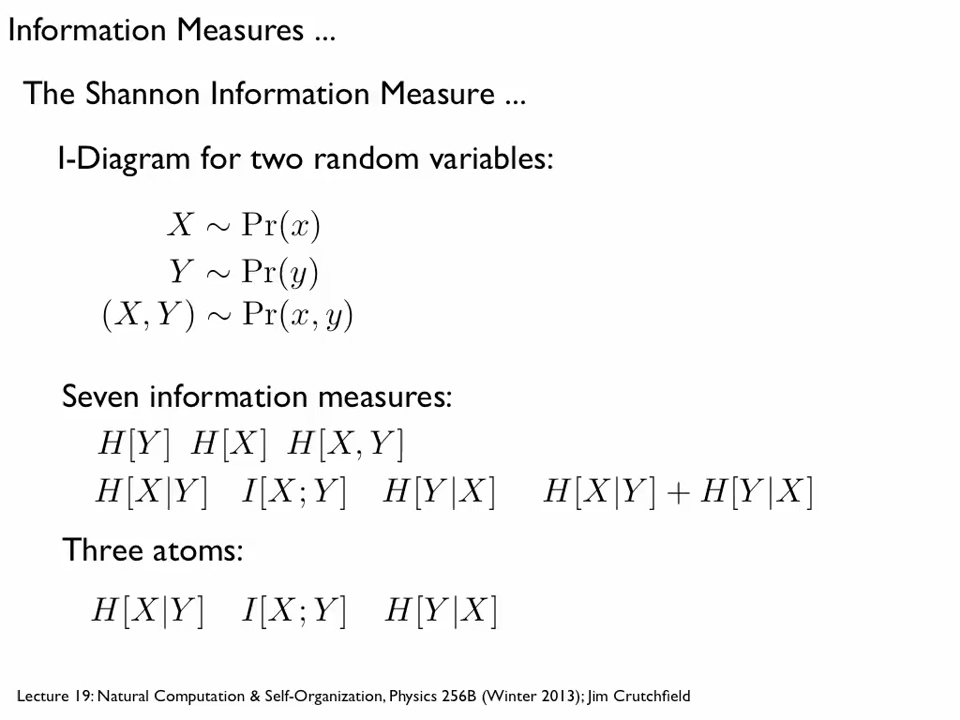 Information Measures ...
The Shannon Information Measure ...
I-Diagram for two random variables:
X ∼ Pr(x)
Y ∼ Pr(y)
(X, Y) ∼ Pr(x, y)
Seven information measures:
H[Y] H[X] H[X, Y]
H[X|Y] I[X; Y] H[Y|X] H[X|Y] + H[Y|X]
Three atoms:
H[X|Y] I[X; Y] H[Y|X]
Lecture 19: Natural Computation & Self-Organization, Physics 256B (Winter 2013); Jim Crutchfield